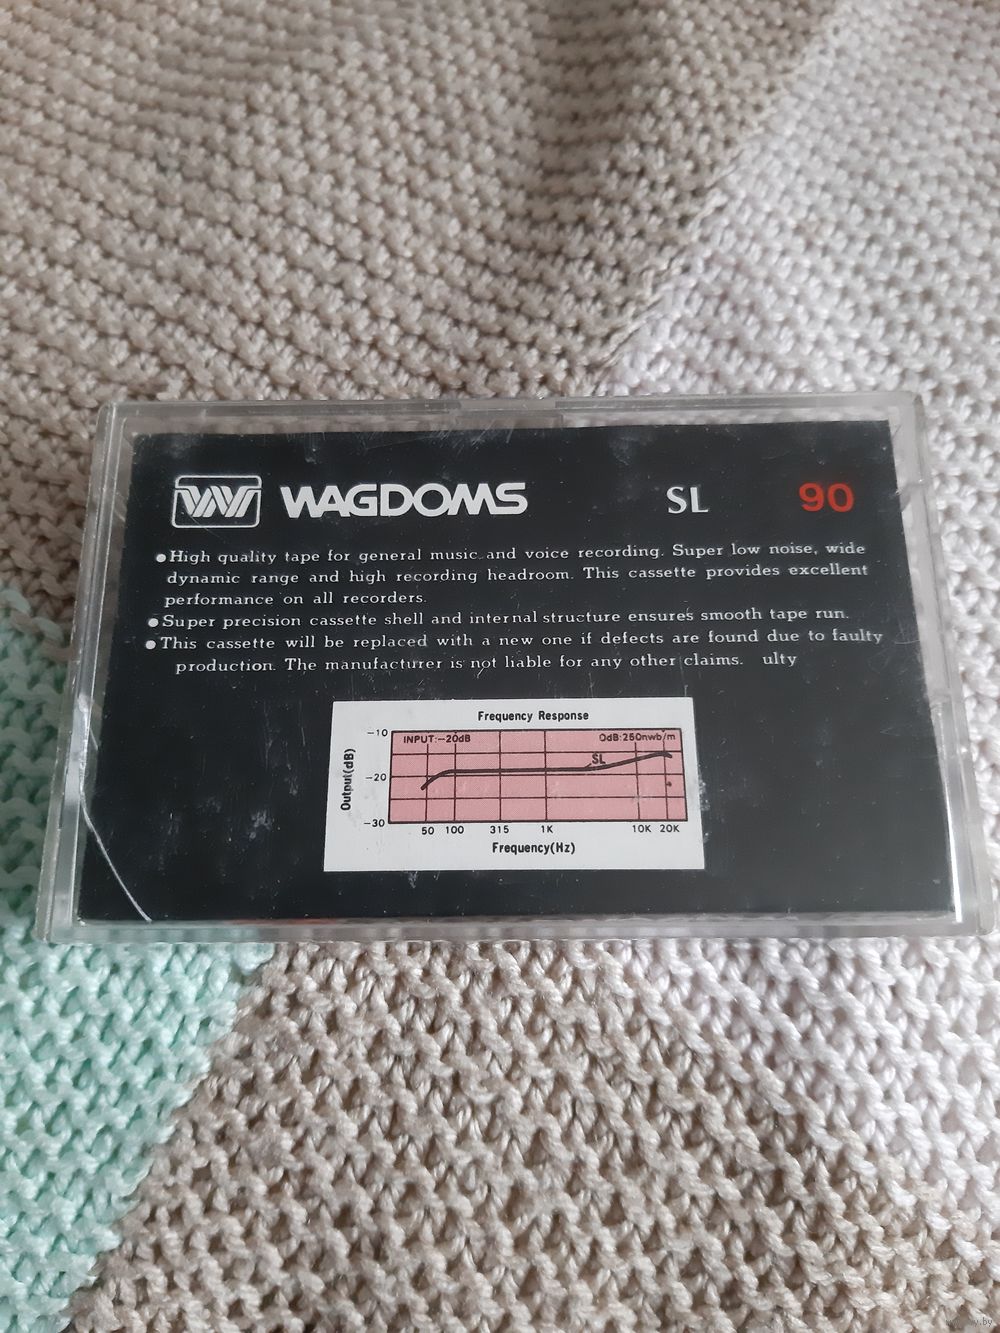 W WAGDOMS SL 90
●High quality tape for general music and voice recording. Super low noise, wide
dynamic range and high recording headroom. This cassette provides excellent
performance on all recorders.
●Super precision cassette shell and internal structure ensures smooth tape run.
●This cassette will be replaced with a new one if defects are found due to faulty
production. The manufacturer is not liable for any other claims. ulty
Frequency Response
INPUT:-20dB 0dB:250nwb/m
SL
Output(dB)
-10
-20
-30
50 100 315 1K 10K 20K
Frequency(Hz)